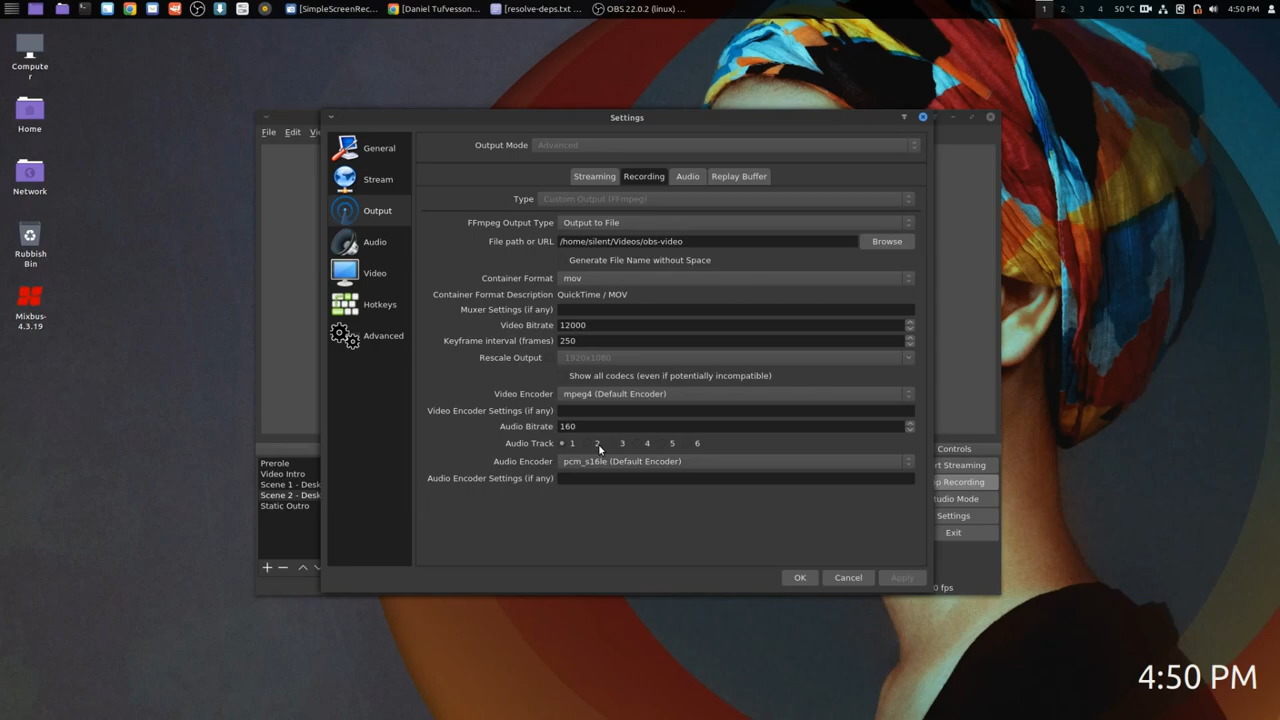 [SimpleScreenRec...
[Daniel Tufvesson...
[resolve-deps.txt ...
OBS 22.0.2 (linux) ...
1
2
3
4
50°C
4:50 PM
Compute
r
Home
Network
Rubbish
Bin
Mixbus-
4.3.19
File Edit Vi
Settings
General
Stream
Output
Audio
Video
Hotkeys
Advanced
Output Mode Advanced
Streaming Recording Audio Replay Buffer
Type Custom Output (FFmpeg)
FFmpeg Output Type Output to File
File path or URL /home/silent/Videos/obs-video Browse
Generate File Name without Space
Container Format mov
Container Format Description QuickTime / MOV
Muxer Settings (if any)
Video Bitrate 12000
Keyframe interval (frames) 250
Rescale Output 1920x1080
Show all codecs (even if potentially incompatible)
Video Encoder mpeg4 (Default Encoder)
Video Encoder Settings (if any)
Audio Bitrate 160
Audio Track 1 2 3 4 5 6
Audio Encoder pcm_s16le (Default Encoder)
Audio Encoder Settings (if any)
OK Cancel Apply
Prerole
Video Intro
Scene 1 - Desk
Scene 2 - Desk
Static Outro
Controls
rt Streaming
p Recording
tudio Mode
Settings
Exit
0 fps
4:50 PM